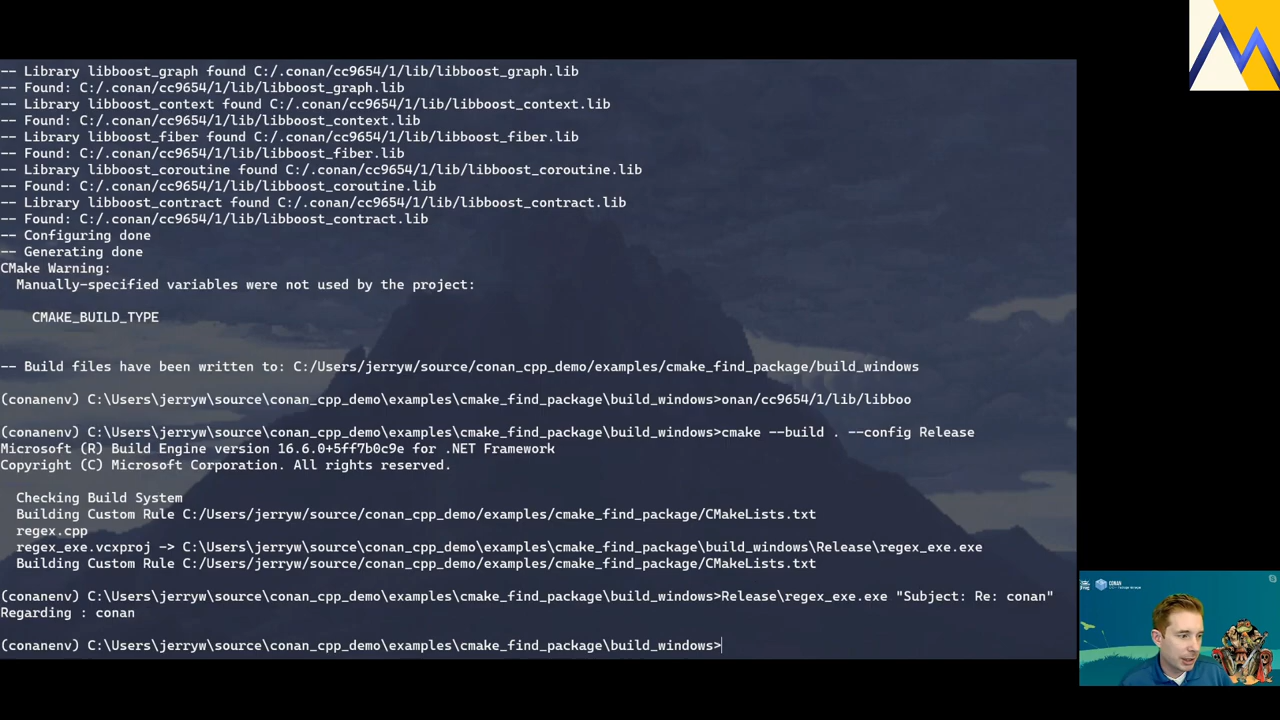 -- Library libboost_graph found C:/.conan/cc9654/1/lib/libboost_graph.lib
-- Found: C:/.conan/cc9654/1/lib/libboost_graph.lib
-- Library libboost_context found C:/.conan/cc9654/1/lib/libboost_context.lib
-- Found: C:/.conan/cc9654/1/lib/libboost_context.lib
-- Library libboost_fiber found C:/.conan/cc9654/1/lib/libboost_fiber.lib
-- Found: C:/.conan/cc9654/1/lib/libboost_fiber.lib
-- Library libboost_coroutine found C:/.conan/cc9654/1/lib/libboost_coroutine.lib
-- Found: C:/.conan/cc9654/1/lib/libboost_coroutine.lib
-- Library libboost_contract found C:/.conan/cc9654/1/lib/libboost_contract.lib
-- Found: C:/.conan/cc9654/1/lib/libboost_contract.lib
-- Configuring done
-- Generating done
CMake Warning:
Manually-specified variables were not used by the project:
CMAKE_BUILD_TYPE
-- Build files have been written to: C:/Users/jerryw/source/conan_cpp_demo/examples/cmake_find_package/build_windows
(conanenv) C:\Users\jerryw\source\conan_cpp_demo\examples\cmake_find_package\build_windows>onan/cc9654/1/lib/libboo
(conanenv) C:\Users\jerryw\source\conan_cpp_demo\examples\cmake_find_package\build_windows>cmake --build . --config Release
Microsoft (R) Build Engine version 16.6.0+5ff7b0c9e for .NET Framework
Copyright (C) Microsoft Corporation. All rights reserved.
Checking Build System
Building Custom Rule C:/Users/jerryw/source/conan_cpp_demo/examples/cmake_find_package/CMakeLists.txt
regex.cpp
regex_exe.vcxproj -> C:\Users\jerryw\source\conan_cpp_demo\examples\cmake_find_package\build_windows\Release\regex_exe.exe
Building Custom Rule C:/Users/jerryw/source/conan_cpp_demo/examples/cmake_find_package/CMakeLists.txt
(conanenv) C:\Users\jerryw\source\conan_cpp_demo\examples\cmake_find_package\build_windows>Release\regex_exe.exe "Subject: Re: conan"
Regarding : conan
(conanenv) C:\Users\jerryw\source\conan_cpp_demo\examples\cmake_find_package\build_windows>
CONAN